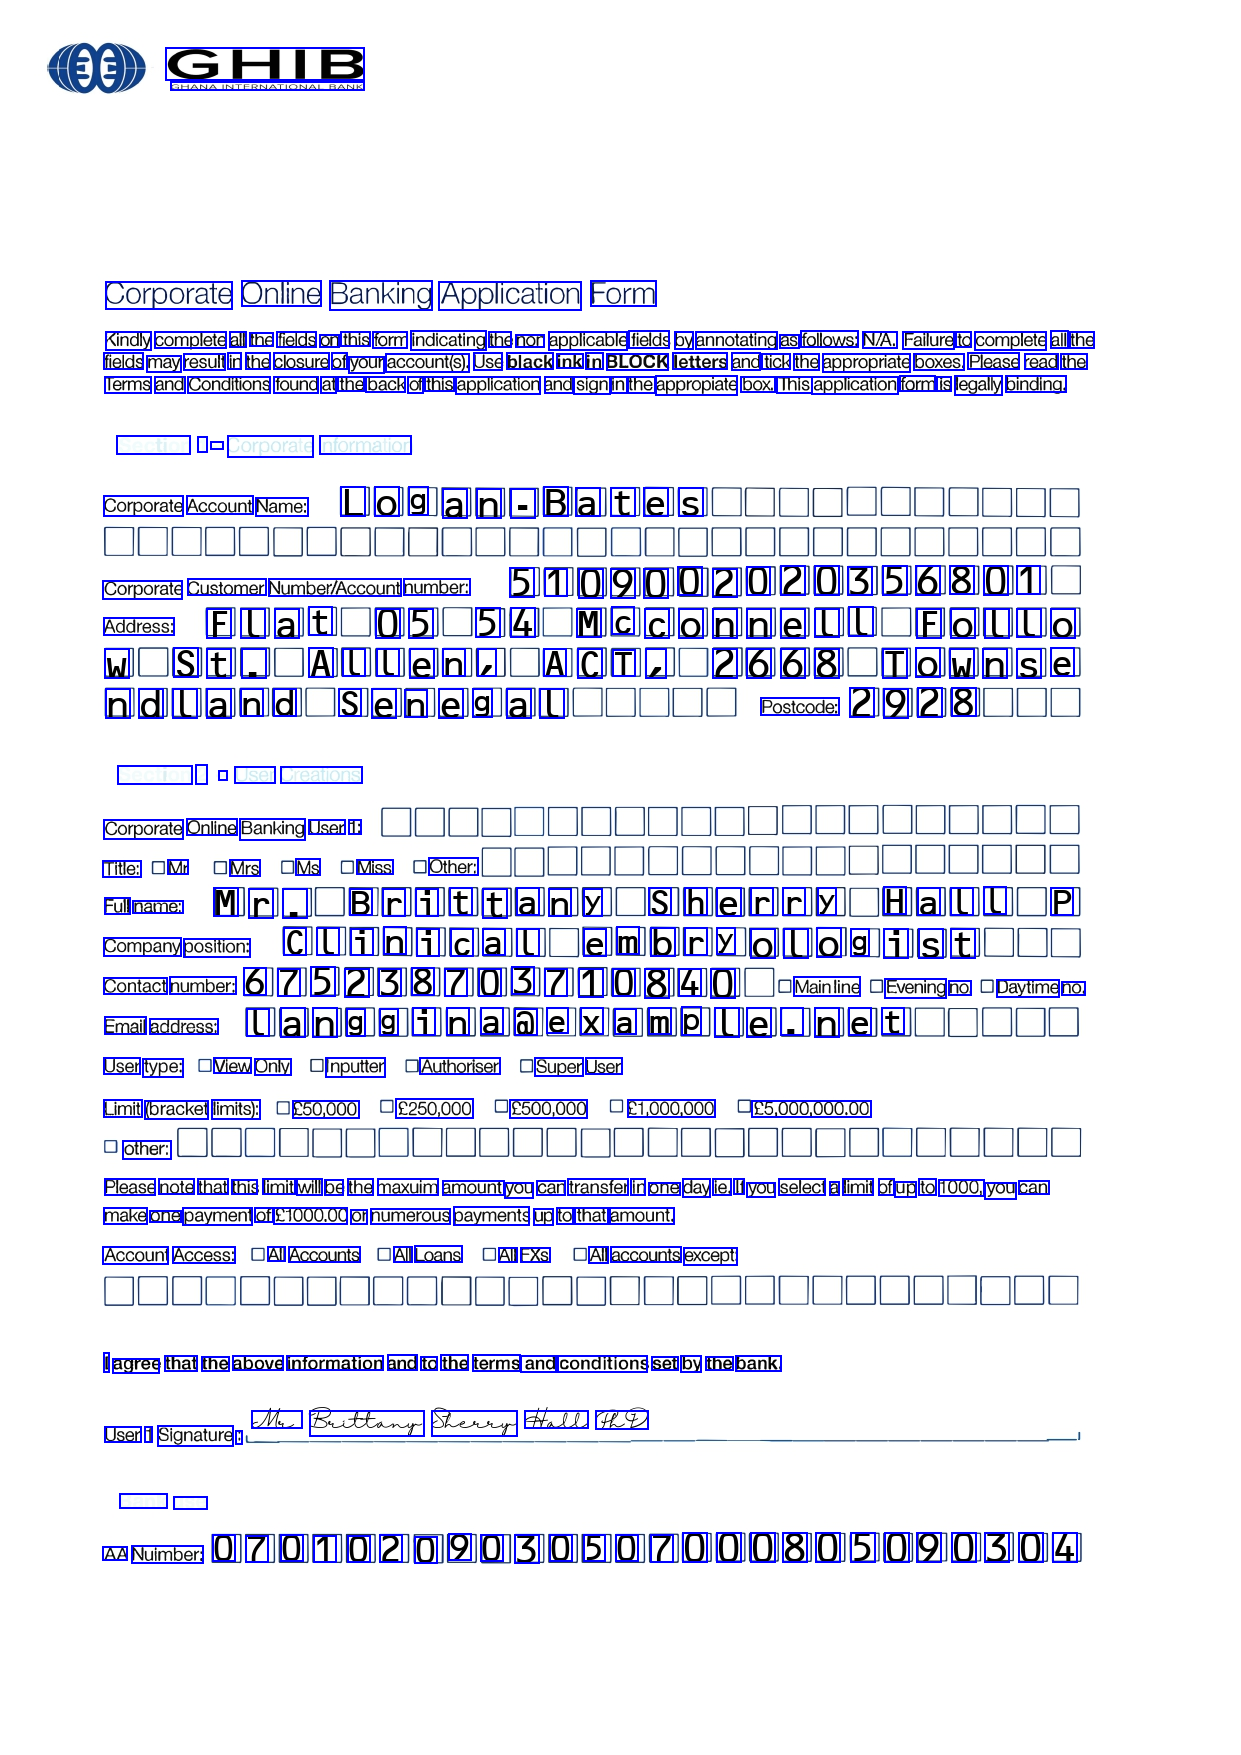 GHIB
GHANA INTERNATIONAL BANK
Corporate Online Banking Application Form
Kindly complete all the fields on this form indicating the non applicable fields by annotating as follows: N/A. Failure to complete all the
fields may result in the closure of your account(s). Use black ink in BLOCK letters and tick the appropriate boxes. Please read the
Terms and Conditions found at the back of this application and sign in the appropiate box. This application form is legally binding.
Section - Corporate Information
Corporate Account Name: Logan-Bates
Corporate Customer Number/Account number: 5109002020356801
Address: Flat 05 54 Mcconnell Follo
w St. Allen, ACT, 2668 Townse
ndland Senegal Postcode: 2928
Section - User Creations
Corporate Online Banking User 1:
Title: Mr Mrs Ms Miss Other:
Full name: Mr. Brittany Sherry Hall P
Company position: Clinical embryologist
Contact number: 675238703710840 Main line Evening no Daytime no.
Email address: langgina@example.net
User type: View Only Inputter Authoriser Super User
Limit (bracket limits): £50,000 £250,000 £500,000 £1,000,000 £5,000,000.00
other:
Please note that this limit will be the maxuim amount you can transfer in one day ie. If you select a limit of up to 1000, you can
make one payment of £1000.00 or numerous payments up to that amount.
Account Access: All Accounts All Loans All FXs All accounts except
I agree that the above information and to the terms and conditions set by the bank.
User 1 Signature: Mr. Brittany Sherry Hall PhD
AA Nuimber: 07010209030507000805090304